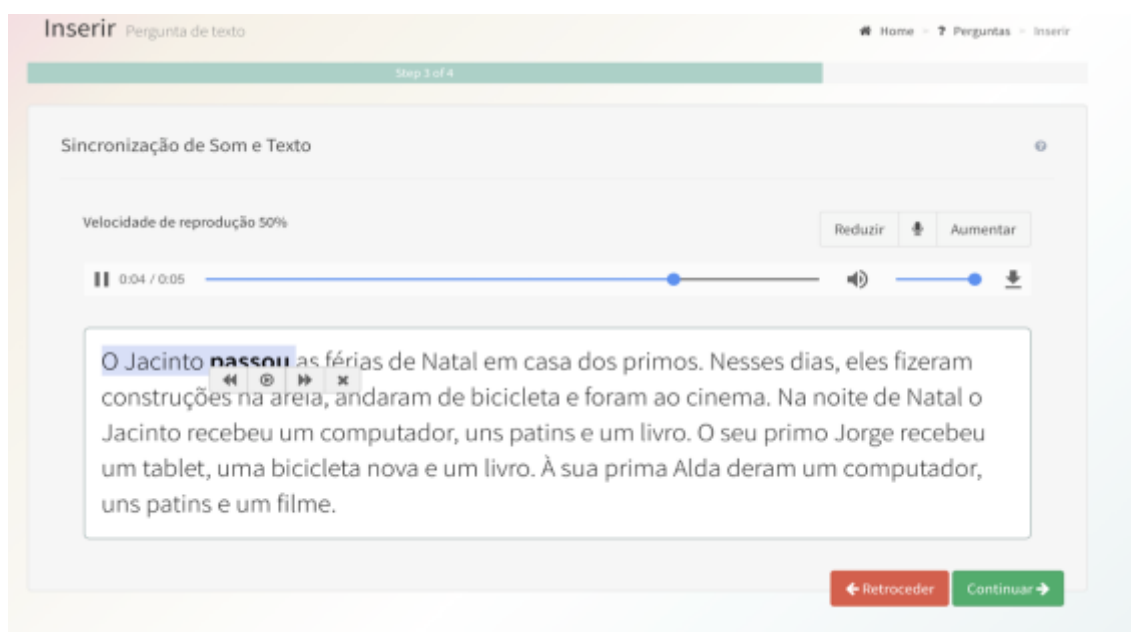 Inserir Pergunta de texto
Home - ? Perguntas - Inserir
Step 3 of 4
Sincronização de Som e Texto
Velocidade de reprodução 50%
Reduzir
Aumentar
0:04 / 0:05
O Jacinto passou as férias de Natal em casa dos primos. Nesses dias, eles fizeram
construções na areia, andaram de bicicleta e foram ao cinema. Na noite de Natal o
Jacinto recebeu um computador, uns patins e um livro. O seu primo Jorge recebeu
um tablet, uma bicicleta nova e um livro. À sua prima Alda deram um computador,
uns patins e um filme.
Retroceder
Continuar